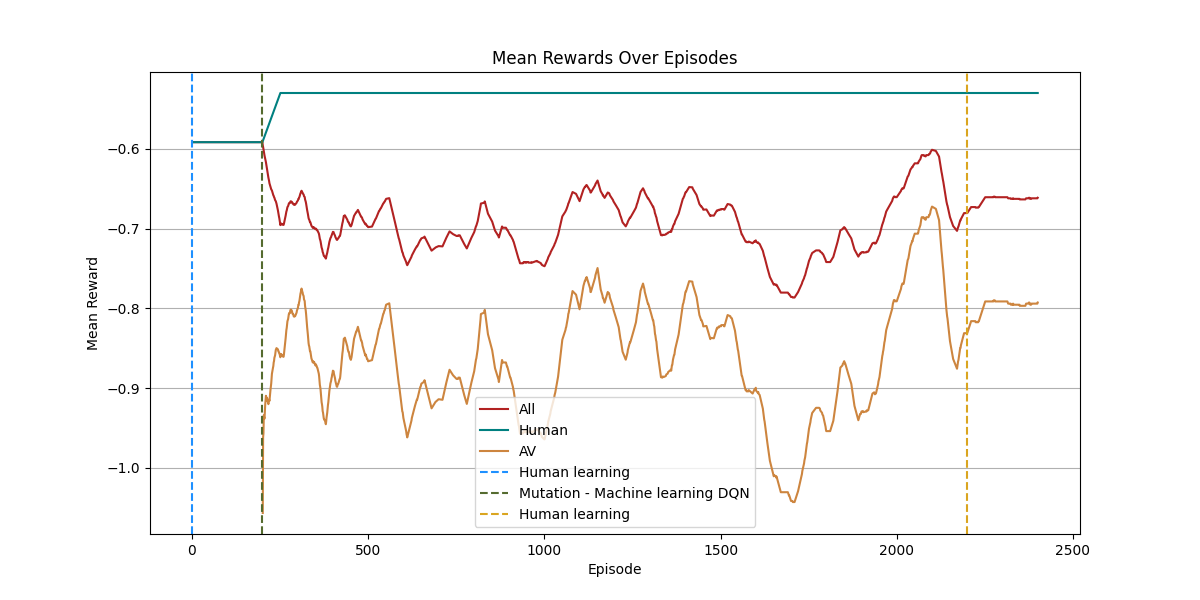 Mean Rewards Over Episodes
Mean Reward
−0.6
−0.7
−0.8
−0.9
−1.0
All
Human
AV
Human learning
Mutation - Machine learning DQN
Human learning
0 500 1000 1500 2000 2500
Episode